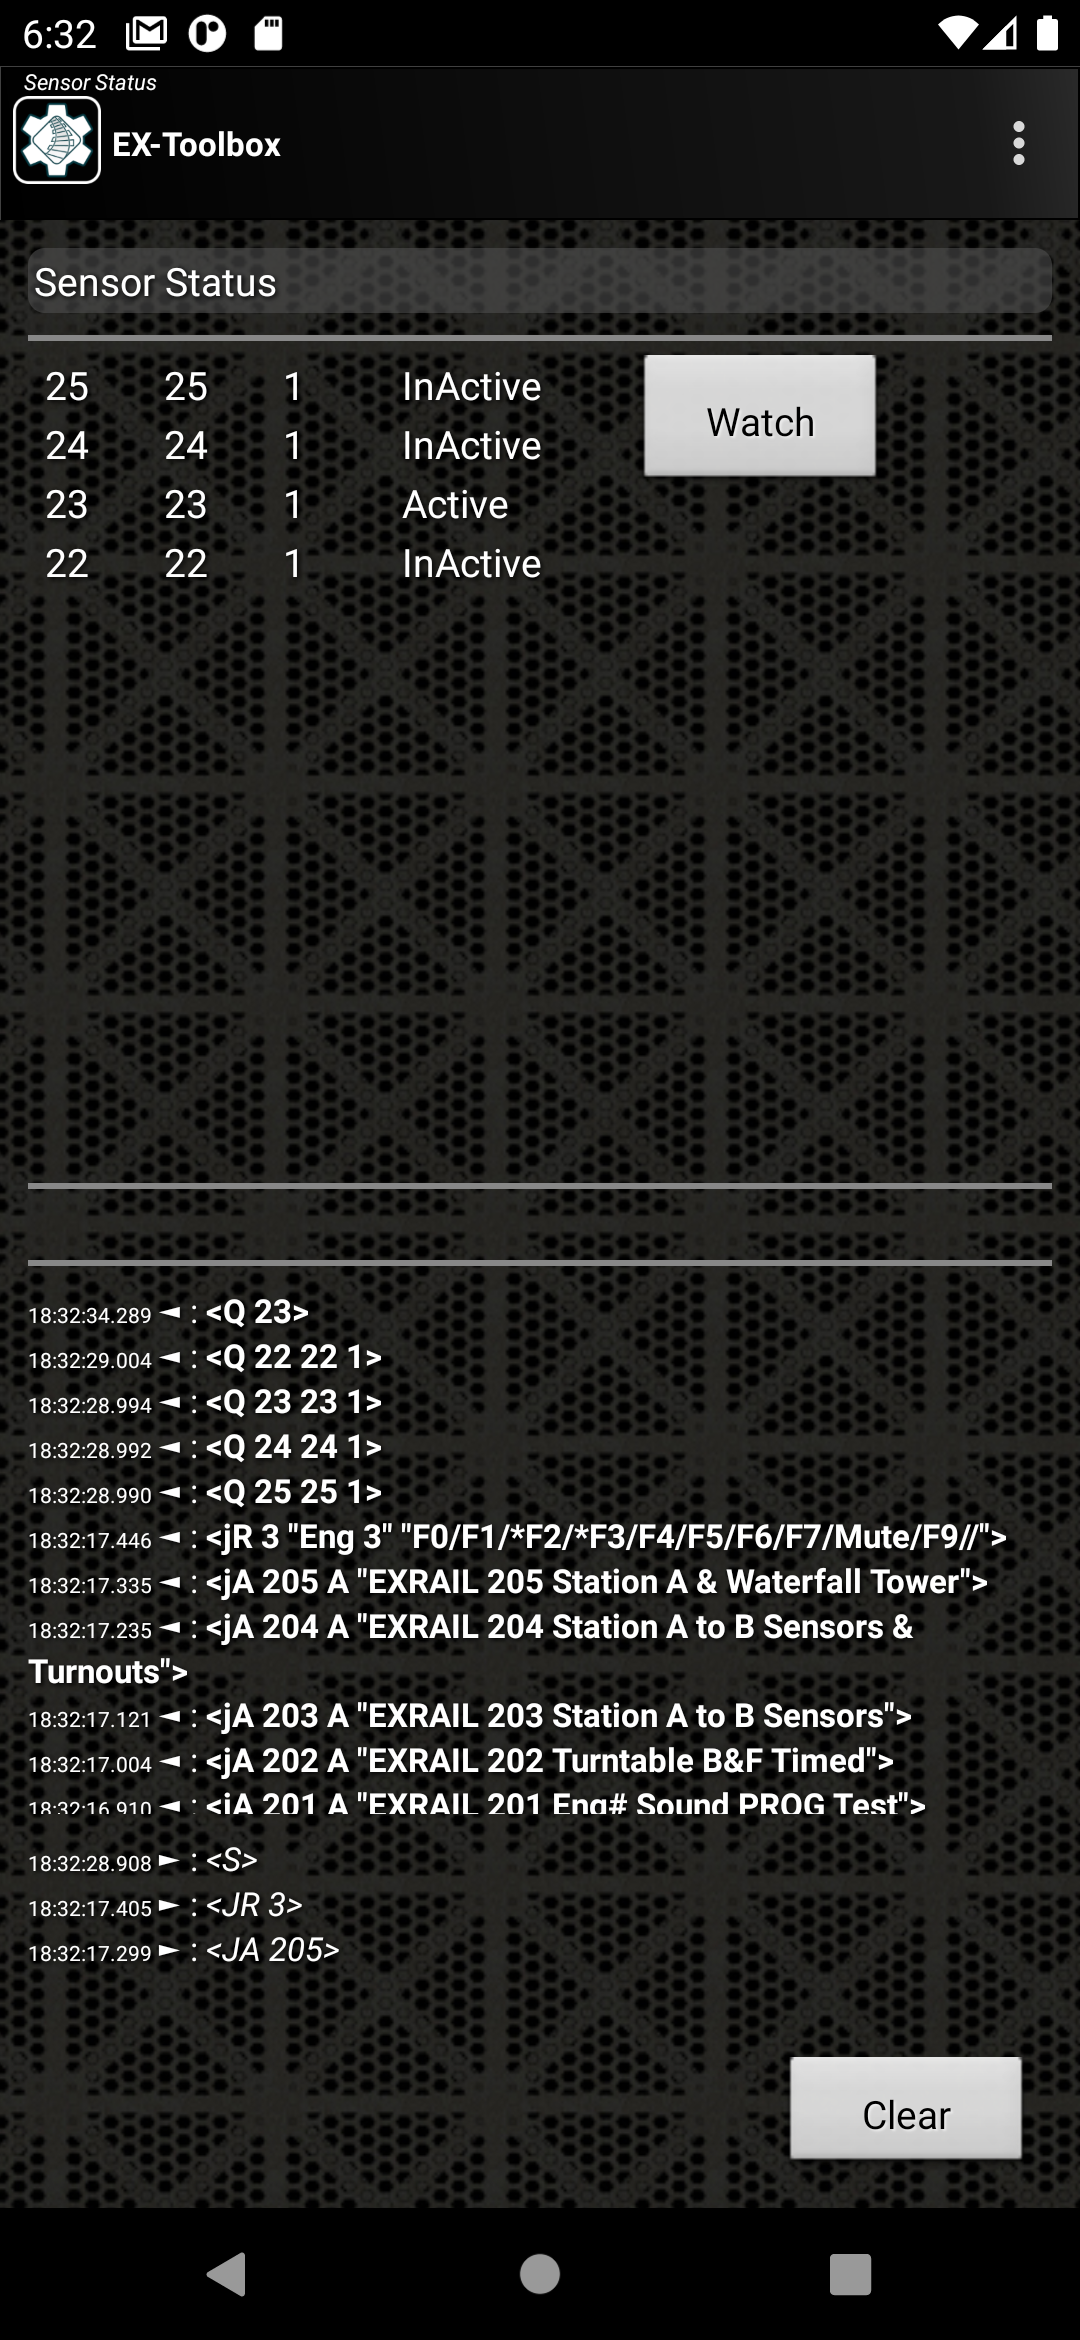 6:32
Sensor Status
EX-Toolbox
Sensor Status
25 25 1 InActive
Watch
24 24 1 InActive
23 23 1 Active
22 22 1 InActive
18:32:34.289 ◄ : <Q 23>
18:32:29.004 ◄ : <Q 22 22 1>
18:32:28.994 ◄ : <Q 23 23 1>
18:32:28.992 ◄ : <Q 24 24 1>
18:32:28.990 ◄ : <Q 25 25 1>
18:32:17.446 ◄ : <jR 3 "Eng 3" "F0/F1/*F2/*F3/F4/F5/F6/F7/Mute/F9//">
18:32:17.335 ◄ : <jA 205 A "EXRAIL 205 Station A & Waterfall Tower">
18:32:17.235 ◄ : <jA 204 A "EXRAIL 204 Station A to B Sensors &
Turnouts">
18:32:17.121 ◄ : <jA 203 A "EXRAIL 203 Station A to B Sensors">
18:32:17.004 ◄ : <jA 202 A "EXRAIL 202 Turntable B&F Timed">
18:32:16.910 ◄ : <jA 201 A "EXRAIL 201 Eng# Sound PROG Test">
18:32:28.908 ► : <S>
18:32:17.405 ► : <JR 3>
18:32:17.299 ► : <JA 205>
Clear